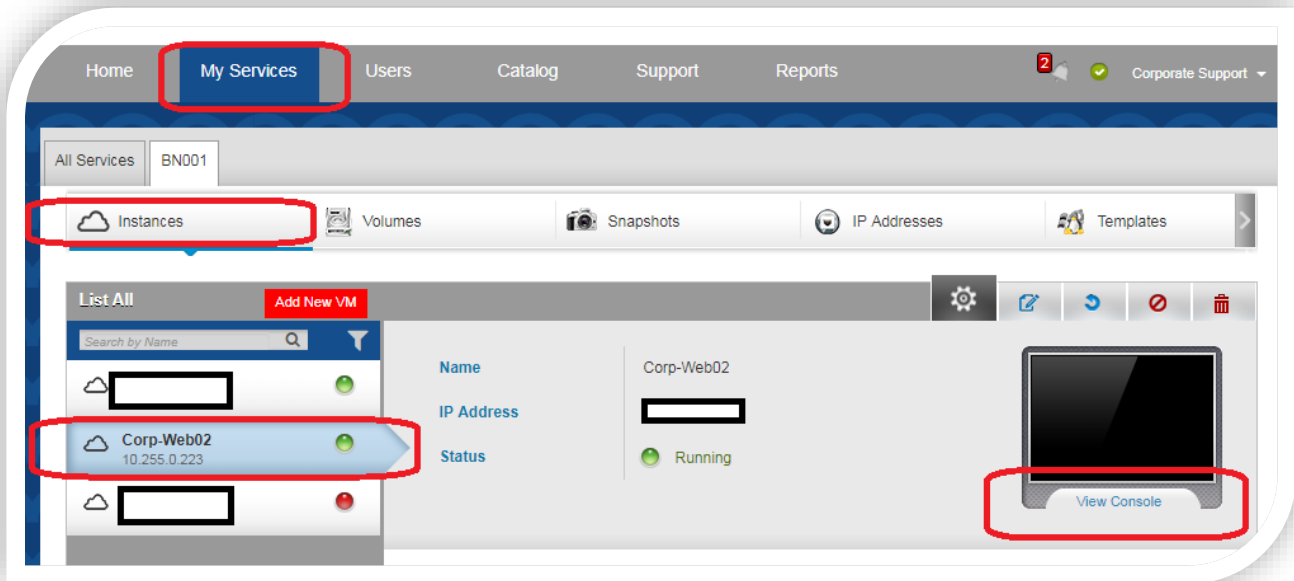 Home My Services Users Catalog Support Reports 2 Corporate Support
All Services BN001
Instances Volumes Snapshots IP Addresses Templates
List All Add New VM
Search by Name
Name Corp-Web02
IP Address
Corp-Web02
10.255.0.223
Status Running
View Console